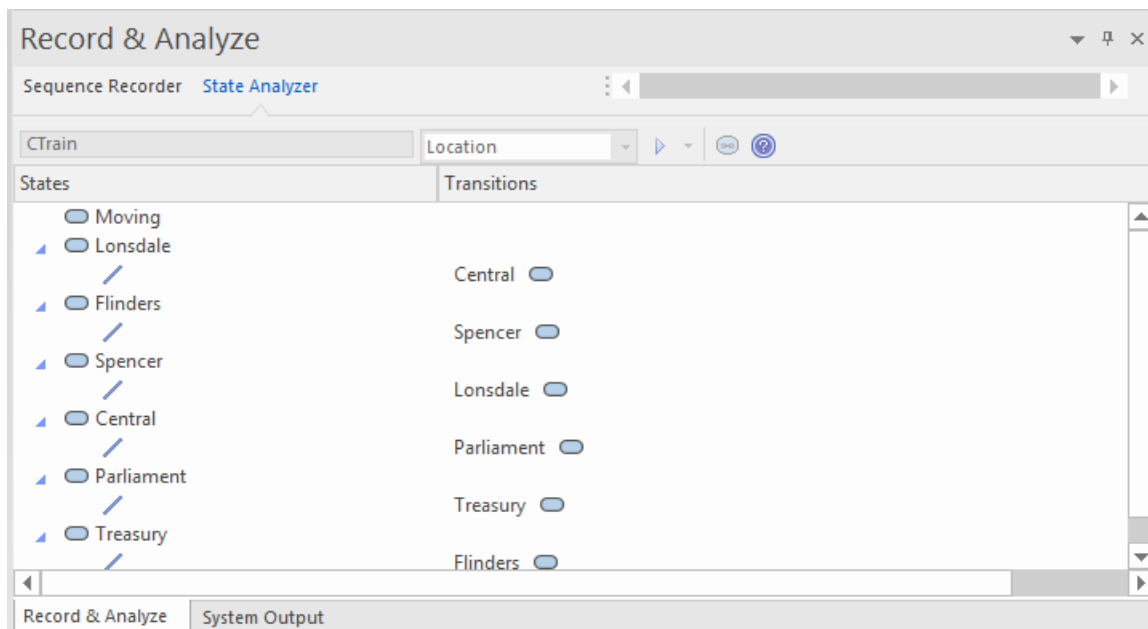 Record & Analyze
Sequence Recorder State Analyzer
CTrain Location
States Transitions
Moving
Lonsdale
Central
Flinders
Spencer
Spencer
Lonsdale
Central
Parliament
Parliament
Treasury
Treasury
Flinders
Record & Analyze System Output